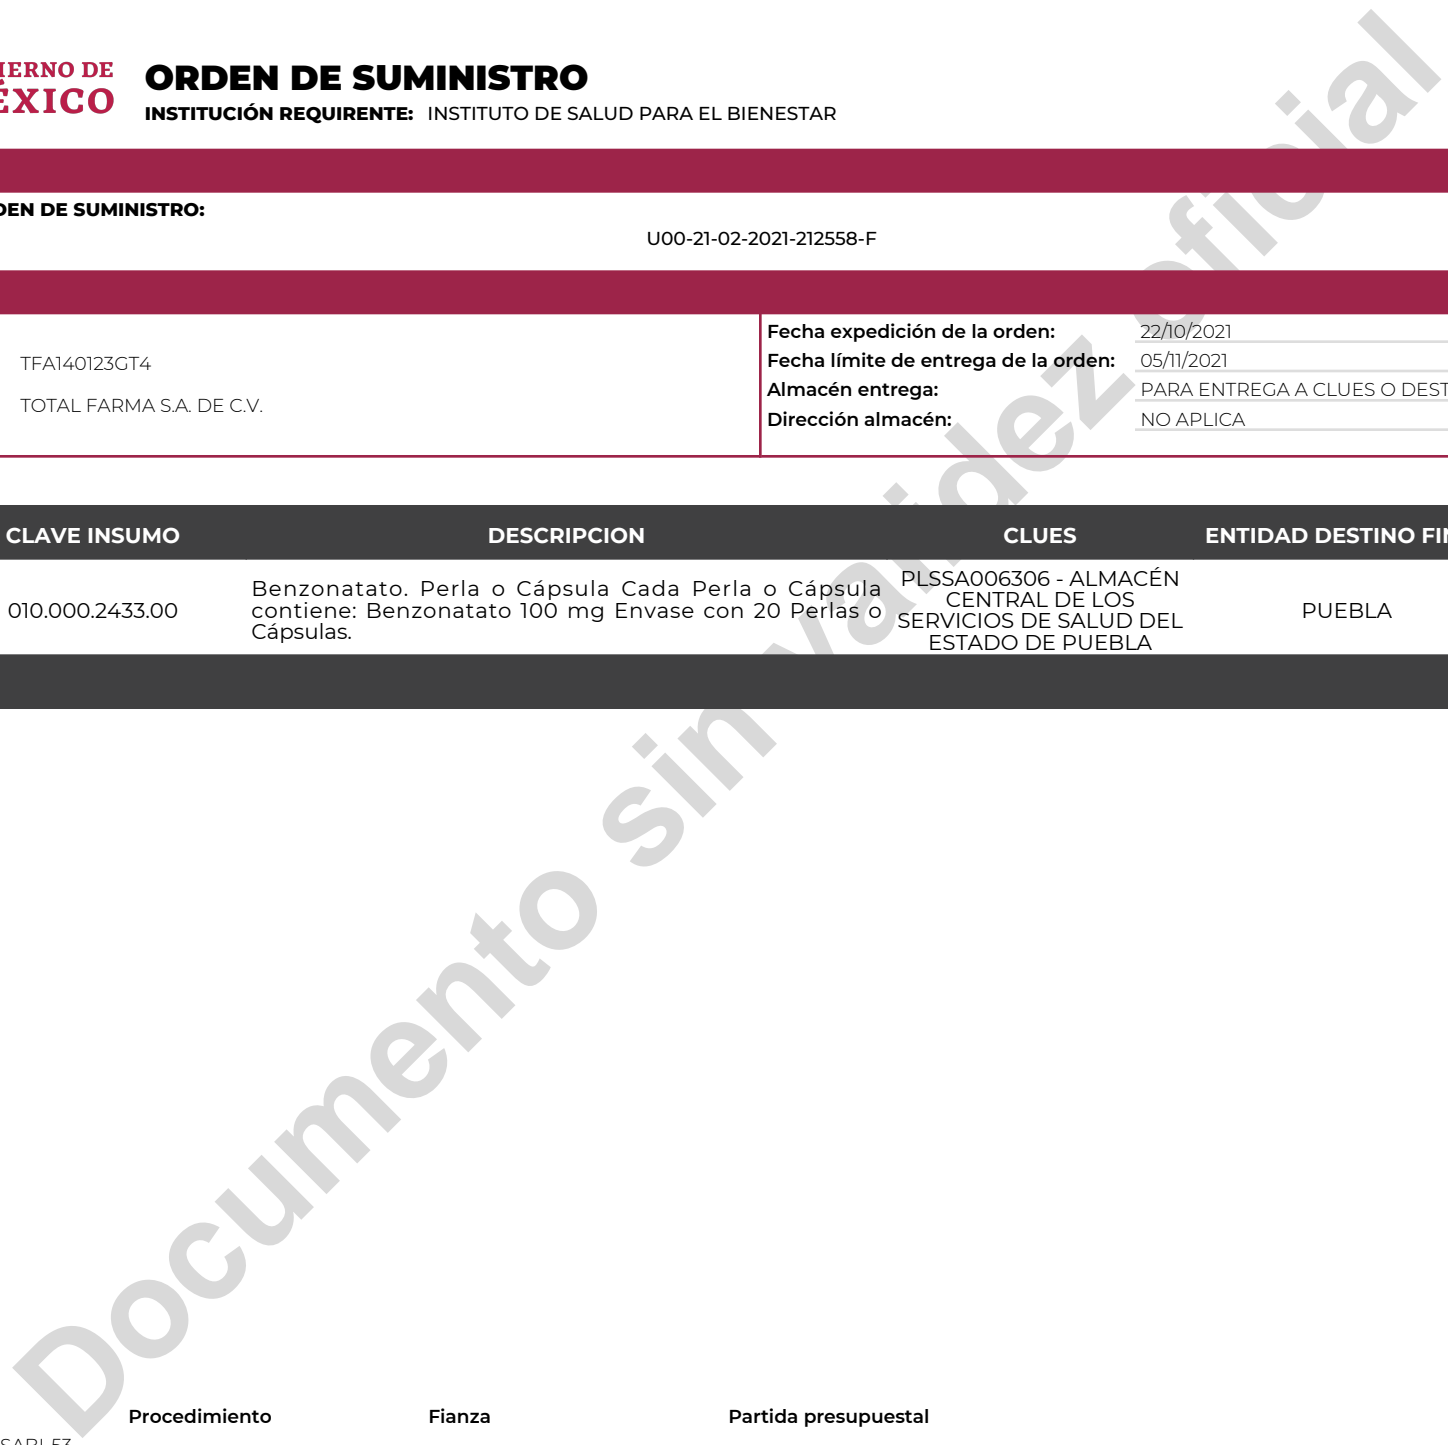 IERNO DE
ÉXICO
ORDEN DE SUMINISTRO
INSTITUCIÓN REQUIRENTE: INSTITUTO DE SALUD PARA EL BIENESTAR
DEN DE SUMINISTRO:
U00-21-02-2021-212558-F
TFA140123GT4
TOTAL FARMA S.A. DE C.V.
Fecha expedición de la orden: 22/10/2021
Fecha límite de entrega de la orden: 05/11/2021
Almacén entrega: PARA ENTREGA A CLUES O DEST
Dirección almacén: NO APLICA
CLAVE INSUMO DESCRIPCION CLUES ENTIDAD DESTINO FIN
010.000.2433.00
Benzonatato. Perla o Cápsula Cada Perla o Cápsula
contiene: Benzonatato 100 mg Envase con 20 Perlas o
Cápsulas.
PLSSA006306 - ALMACÉN
CENTRAL DE LOS
SERVICIOS DE SALUD DEL
ESTADO DE PUEBLA
PUEBLA
Documento sin validez oficial
Procedimiento Fianza Partida presupuestal